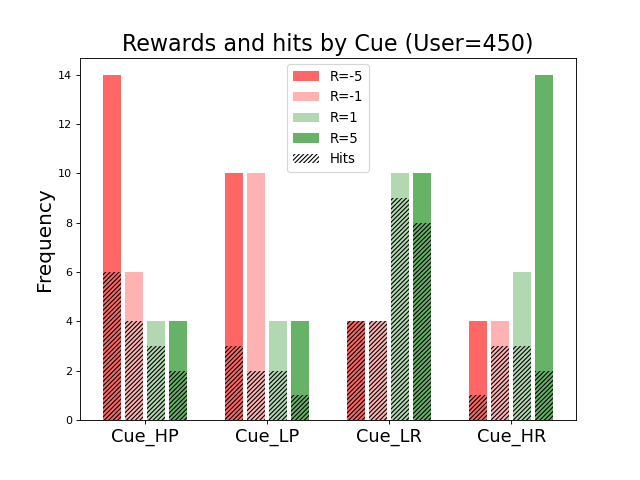 Rewards and hits by Cue (User=450)
R=-5
R=-1
R=1
R=5
Hits
Frequency
14
12
10
8
6
4
2
0
Cue_HP
Cue_LP
Cue_LR
Cue_HR